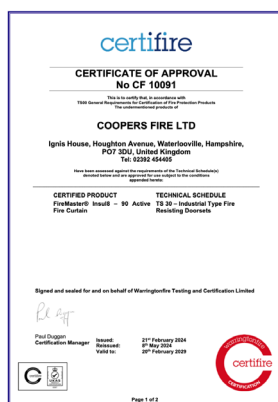 certifire
CERTIFICATE OF APPROVAL
No CF 10091
This is to certify that, in accordance with
TS00 General Requirements for Certification of Fire Protection Products
The undermentioned products of
COOPERS FIRE LTD
Ignis House, Houghton Avenue, Waterlooville, Hampshire,
PO7 3DU, United Kingdom
Tel: 02392 454405
Have been assessed against the requirements of the Technical Schedule(s)
denoted below and are approved for use subject to the conditions
appended hereto:
CERTIFIED PRODUCT
FireMaster® Insul8 – 90 Active
Fire Curtain
TECHNICAL SCHEDULE
TS 30 – Industrial Type Fire
Resisting Doorsets
Signed and sealed for and on behalf of Warringtonfire Testing and Certification Limited
Paul Duggan
Certification Manager
Issued: 21st February 2024
Reissued: 8th May 2024
Valid to: 20th February 2029
warringtonfire
certifire
CERTIFICATION
Page 1 of 2